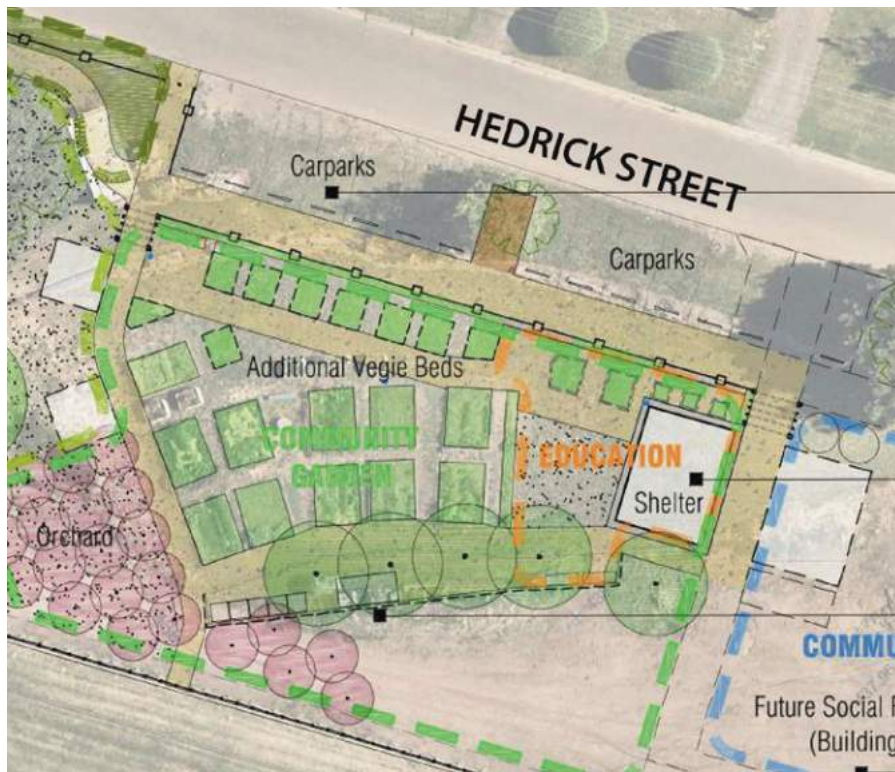 HEDRICK STREET
Carparks
Carparks
Additional Vegie Beds
COMMUNITY
GARDEN
EDUCATION
Shelter
Orchard
COMMU
Future Social
(Building